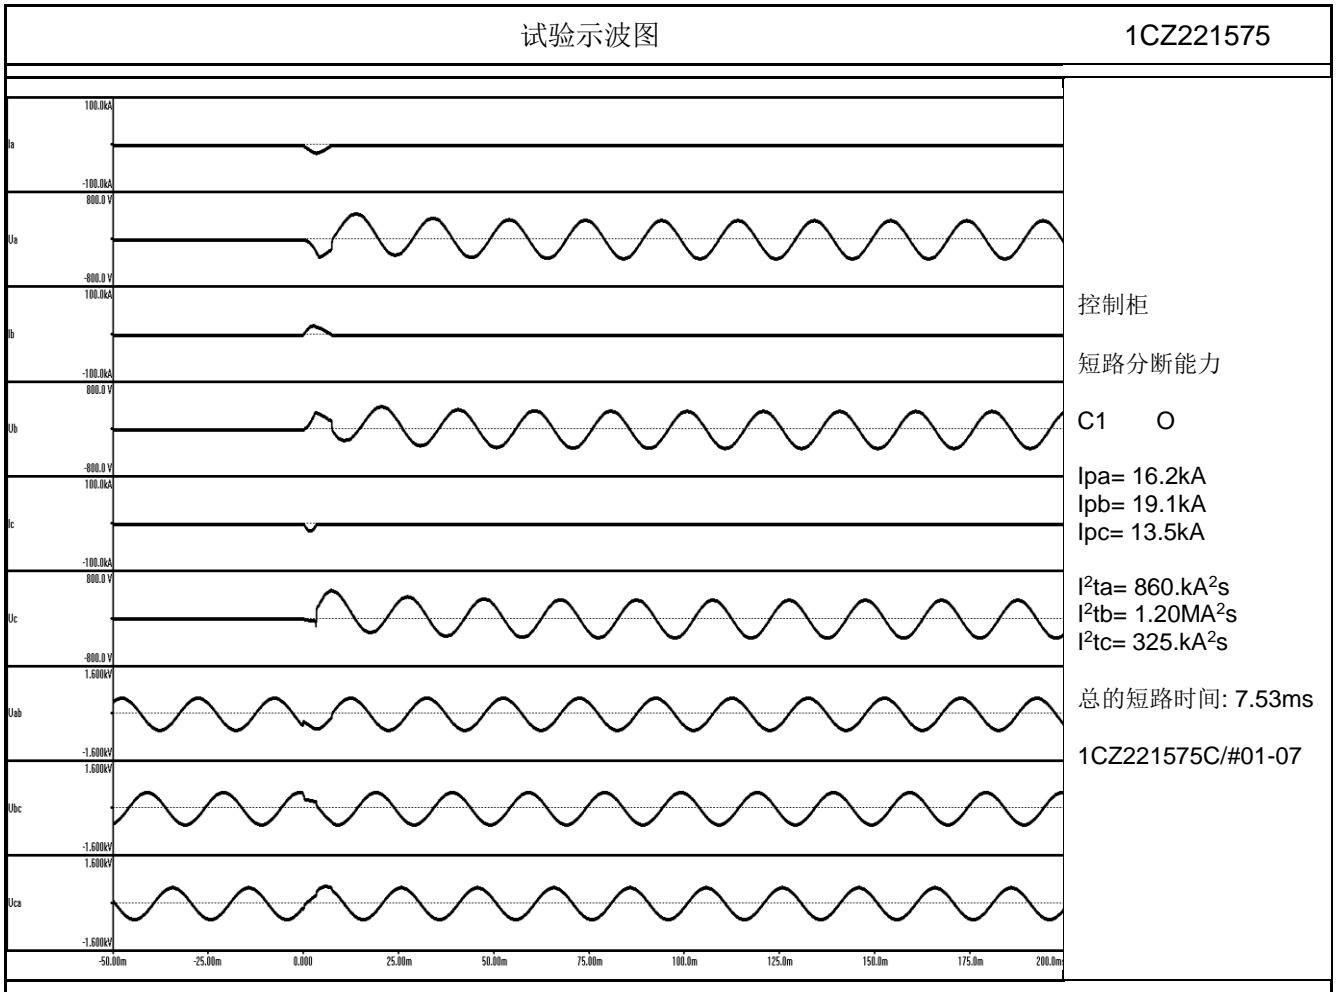 试验示波图
1CZ221575
100.0kA
Ia
-100.0kA
800.0 V
Ua
-800.0 V
100.0kA
Ib
-100.0kA
800.0 V
Ub
-800.0 V
100.0kA
Ic
-100.0kA
800.0 V
Uc
-800.0 V
1.600kV
Uab
-1.600kV
1.600kV
Ubc
-1.600kV
1.600kV
Uca
-1.600kV
-50.00m -25.00m 0.000 25.00m 50.00m 75.00m 100.0m 125.0m 150.0m 175.0m 200.0ms
控制柜
短路分断能力
C1 O
Ipa= 16.2kA
Ipb= 19.1kA
Ipc= 13.5kA
I²ta= 860.kA²s
I²tb= 1.20MA²s
I²tc= 325.kA²s
总的短路时间: 7.53ms
1CZ221575C/#01-07